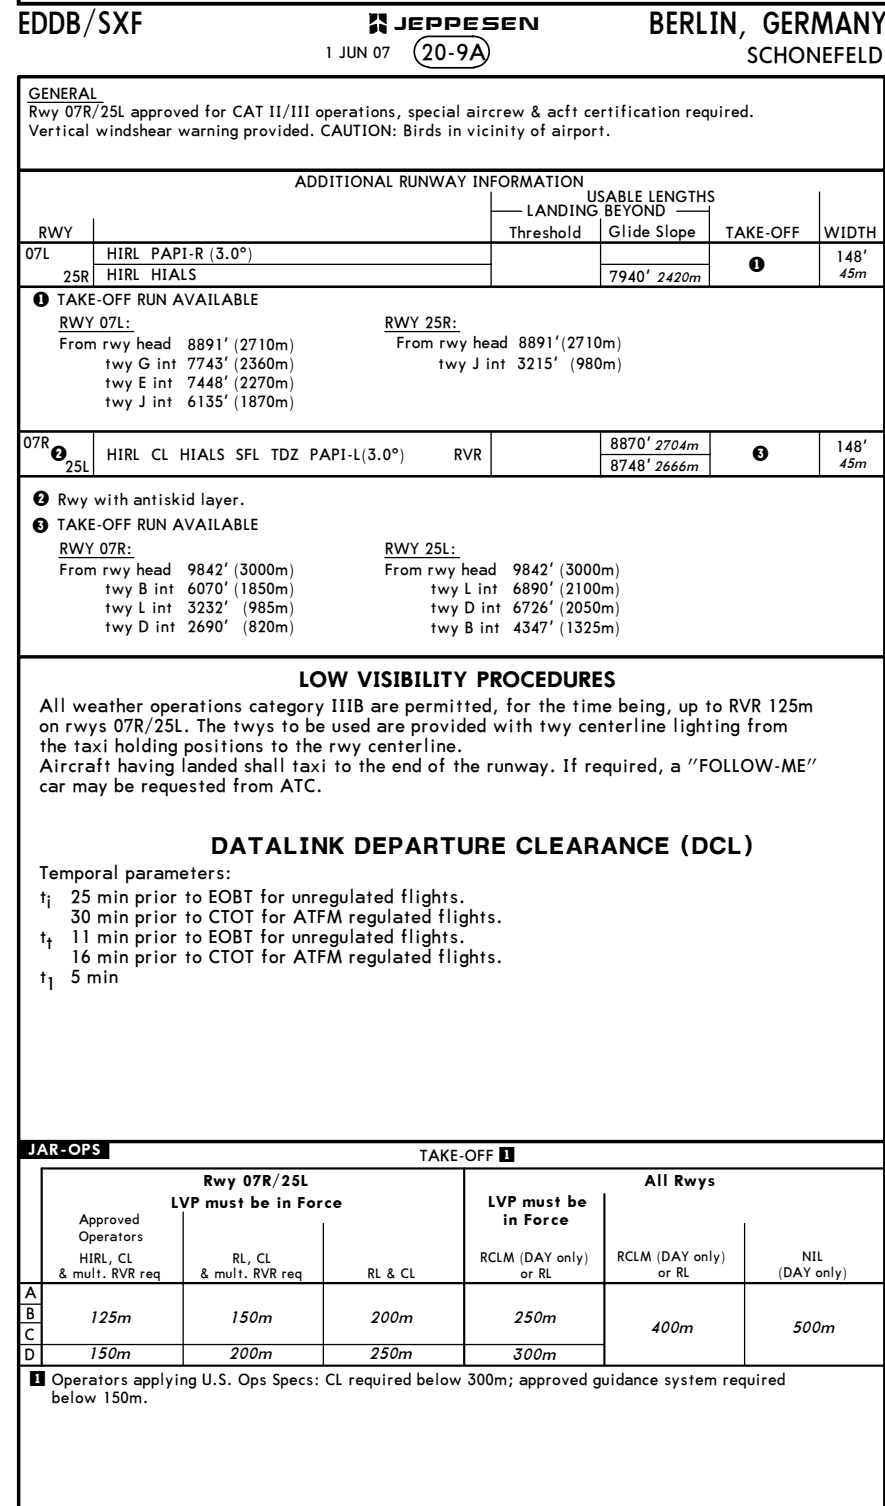 EDDB/SXF JEPPESEN BERLIN, GERMANY
1 JUN 07 20-9A SCHONEFELD
GENERAL
Rwy 07R/25L approved for CAT II/III operations, special aircrew & acft certification required.
Vertical windshear warning provided. CAUTION: Birds in vicinity of airport.
ADDITIONAL RUNWAY INFORMATION
USABLE LENGTHS
LANDING BEYOND
RWY Threshold Glide Slope TAKE-OFF WIDTH
07L HIRL PAPI-R (3.0°) ❶ 148'
25R HIRL HIALS 7940' 2420m 45m
❶ TAKE-OFF RUN AVAILABLE
RWY 07L: RWY 25R:
From rwy head 8891' (2710m) From rwy head 8891'(2710m)
twy G int 7743' (2360m) twy J int 3215' (980m)
twy E int 7448' (2270m)
twy J int 6135' (1870m)
07R ❷ 25L HIRL CL HIALS SFL TDZ PAPI-L(3.0°) RVR 8870' 2704m ❸ 148'
8748' 2666m 45m
❷ Rwy with antiskid layer.
❸ TAKE-OFF RUN AVAILABLE
RWY 07R: RWY 25L:
From rwy head 9842' (3000m) From rwy head 9842' (3000m)
twy B int 6070' (1850m) twy L int 6890' (2100m)
twy L int 3232' (985m) twy D int 6726' (2050m)
twy D int 2690' (820m) twy B int 4347' (1325m)
LOW VISIBILITY PROCEDURES
All weather operations category IIIB are permitted, for the time being, up to RVR 125m
on rwys 07R/25L. The twys to be used are provided with twy centerline lighting from
the taxi holding positions to the rwy centerline.
Aircraft having landed shall taxi to the end of the runway. If required, a "FOLLOW-ME"
car may be requested from ATC.
DATALINK DEPARTURE CLEARANCE (DCL)
Temporal parameters:
ti 25 min prior to EOBT for unregulated flights.
30 min prior to CTOT for ATFM regulated flights.
tt 11 min prior to EOBT for unregulated flights.
16 min prior to CTOT for ATFM regulated flights.
t1 5 min
JAR-OPS TAKE-OFF 1
Rwy 07R/25L All Rwys
LVP must be in Force LVP must be
in Force
Approved
Operators
HIRL, CL RL, CL RL & CL RCLM (DAY only) RCLM (DAY only) NIL
& mult. RVR req & mult. RVR req or RL or RL (DAY only)
A
B 125m 150m 200m 250m 400m 500m
C
D 150m 200m 250m 300m
1 Operators applying U.S. Ops Specs: CL required below 300m; approved guidance system required
below 150m.